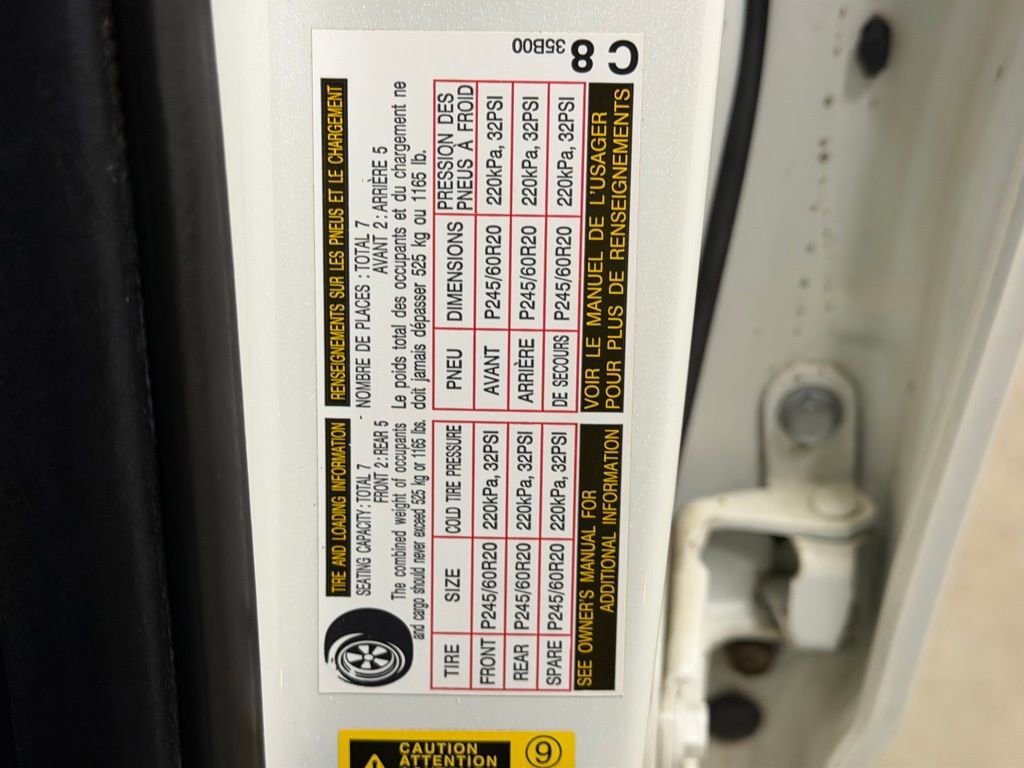 TIRE AND LOADING INFORMATION
SEATING CAPACITY : TOTAL 7
FRONT 2 : REAR 5
The combined weight of occupants
and cargo should never exceed 525 kg or 1165 lbs.
TIRE SIZE COLD TIRE PRESSURE
FRONT P245/60R20 220kPa, 32PSI
REAR P245/60R20 220kPa, 32PSI
SPARE P245/60R20 220kPa, 32PSI
SEE OWNER'S MANUAL FOR
ADDITIONAL INFORMATION
RENSEIGNEMENTS SUR LES PNEUS ET LE CHARGEMENT
NOMBRE DE PLACES : TOTAL 7
AVANT 2 : ARRIÈRE 5
Le poids total des occupants et du chargement ne
doit jamais dépasser 525 kg ou 1165 lb.
PNEU DIMENSIONS PRESSION DES
PNEUS À FROID
AVANT P245/60R20 220kPa, 32PSI
ARRIÈRE P245/60R20 220kPa, 32PSI
DE SECOURS P245/60R20 220kPa, 32PSI
VOIR LE MANUEL DE L'USAGER
POUR PLUS DE RENSEIGNEMENTS
35B00
C8
CAUTION
ATTENTION
9